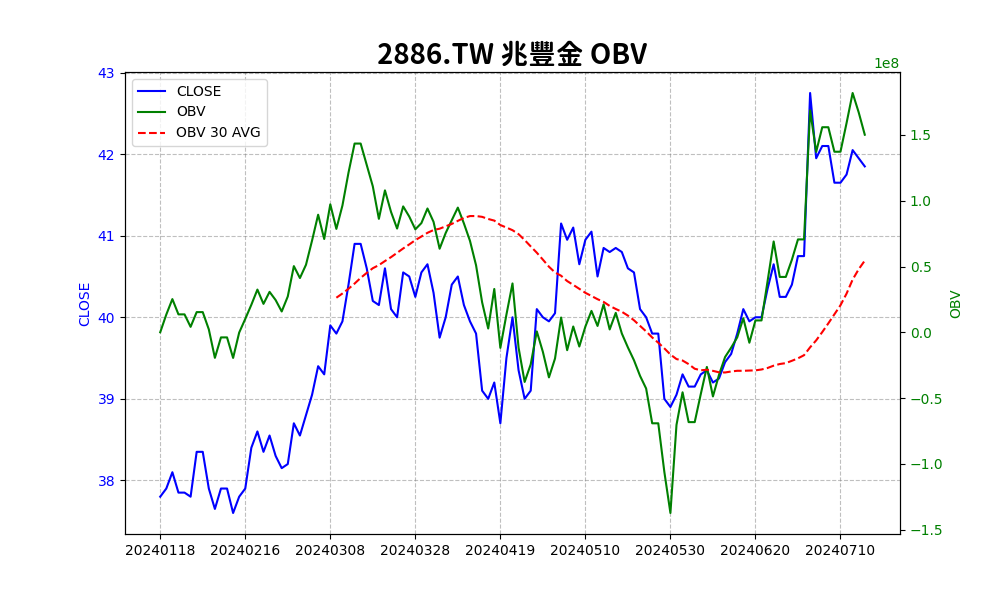 2886.TW 兆豐金 OBV
1e8
CLOSE
OBV
OBV 30 AVG
43
42
41
40
39
38
CLOSE
1.5
1.0
0.5
0.0
−0.5
−1.0
−1.5
OBV
20240118 20240216 20240308 20240328 20240419 20240510 20240530 20240620 20240710